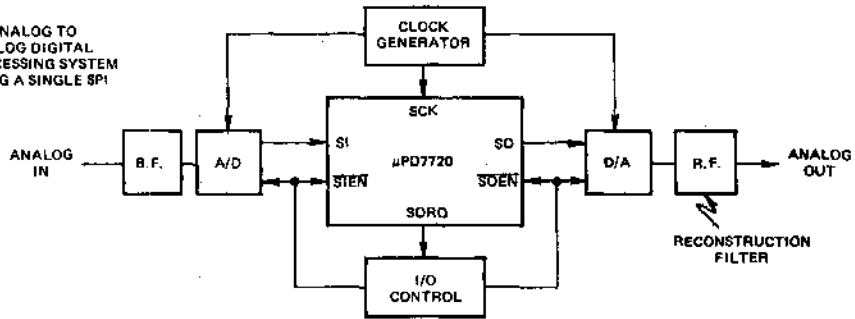 NALOG TO
LOG DIGITAL
CESSING SYSTEM
G A SINGLE SPI
CLOCK
GENERATOR
SCK
ANALOG
IN
B.F.
A/D
SI
SIEN
µPD7720
SO
SOEN
SORQ
D/A
R.F.
ANALOG
OUT
RECONSTRUCTION
FILTER
I/O
CONTROL